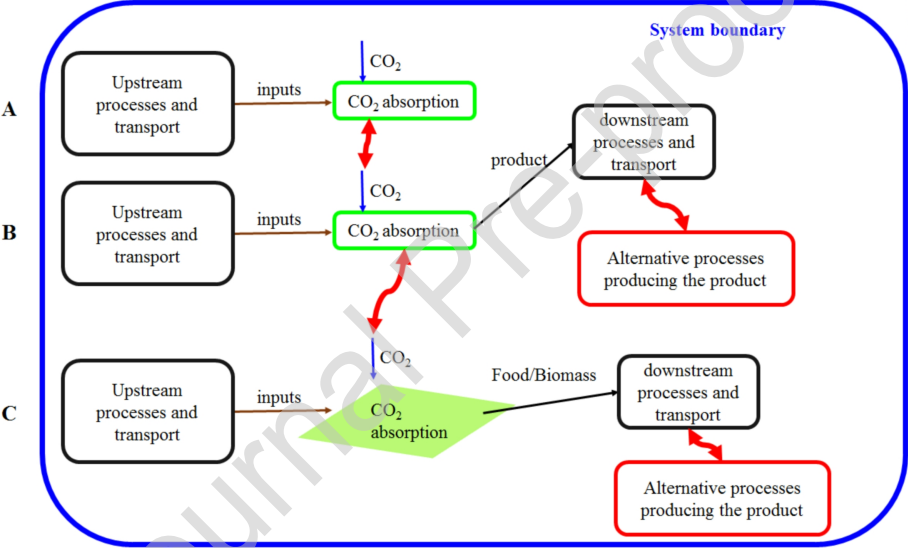 System boundary
A
Upstream
processes and
transport
inputs
CO2
CO2 absorption
B
Upstream
processes and
transport
inputs
CO2
CO2 absorption
product
downstream
processes and
transport
Alternative processes
producing the product
C
Upstream
processes and
transport
inputs
CO2
CO2
absorption
Food/Biomass
downstream
processes and
transport
Alternative processes
producing the product
Journal Pre-proo